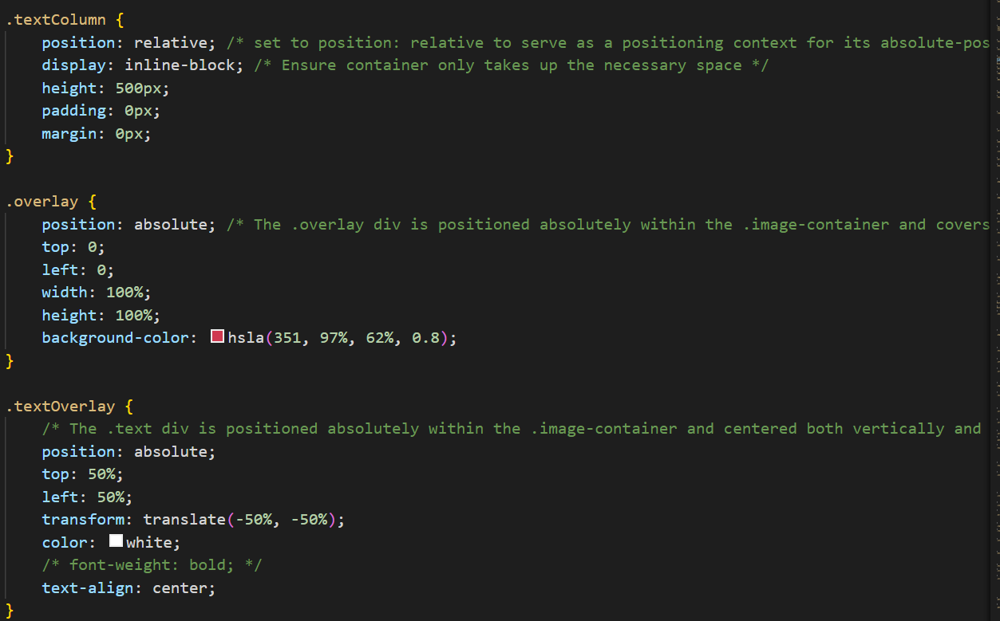 .textColumn {
position: relative; /* set to position: relative to serve as a positioning context for its absolute-pos
display: inline-block; /* Ensure container only takes up the necessary space */
height: 500px;
padding: 0px;
margin: 0px;
}
.overlay {
position: absolute; /* The .overlay div is positioned absolutely within the .image-container and covers
top: 0;
left: 0;
width: 100%;
height: 100%;
background-color: hsla(351, 97%, 62%, 0.8);
}
.textOverlay {
/* The .text div is positioned absolutely within the .image-container and centered both vertically and
position: absolute;
top: 50%;
left: 50%;
transform: translate(-50%, -50%);
color: white;
/* font-weight: bold; */
text-align: center;
}